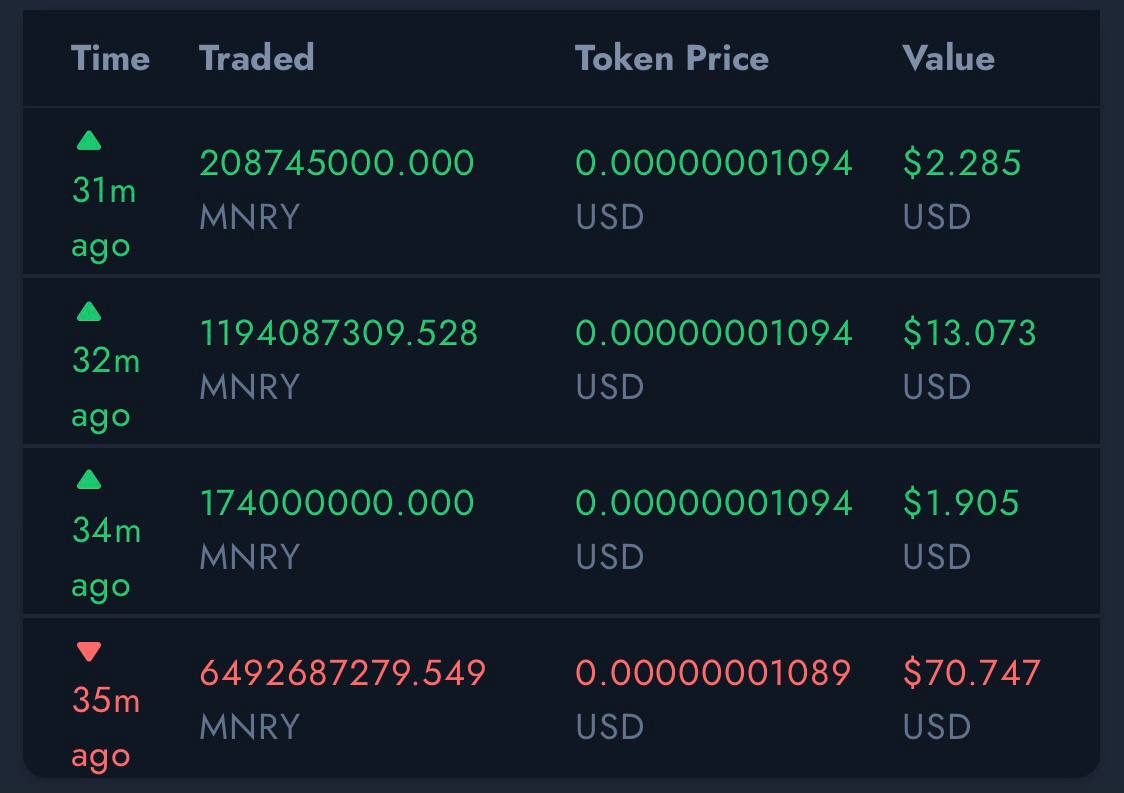 Time Traded Token Price Value
208745000.000 0.00000001094 $2.285
31m
MNRY USD USD
ago
1194087309.528 0.00000001094 $13.073
32m
MNRY USD USD
ago
174000000.000 0.00000001094 $1.905
34m
MNRY USD USD
ago
6492687279.549 0.00000001089 $70.747
35m
MNRY USD USD
ago